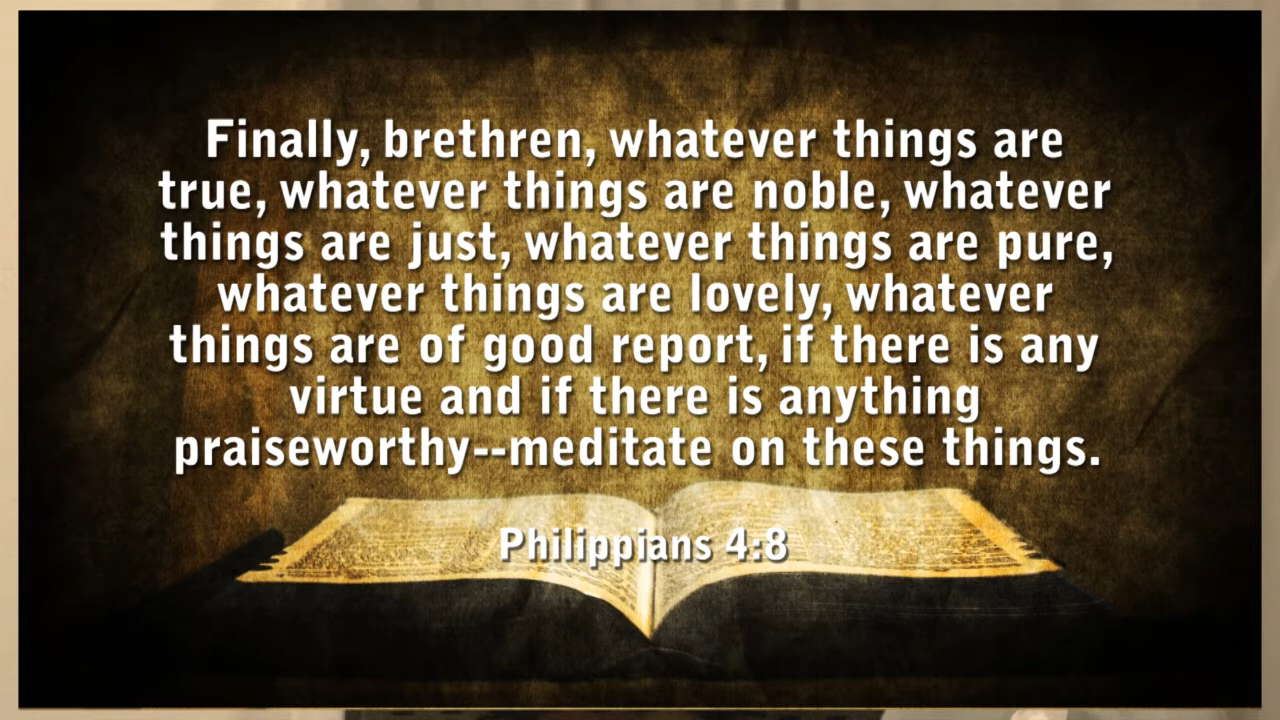 Finally, brethren, whatever things are
true, whatever things are noble, whatever
things are just, whatever things are pure,
whatever things are lovely, whatever
things are of good report, if there is any
virtue and if there is anything
praiseworthy--meditate on these things.
Philippians 4:8